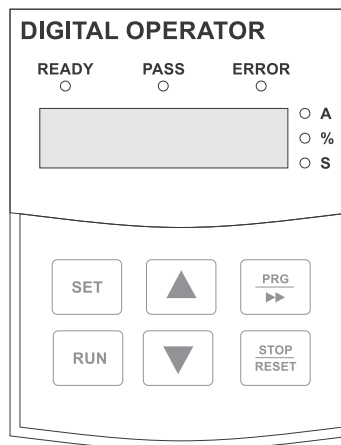 DIGITAL OPERATOR
READY PASS ERROR
A
%
S
SET
PRG
RUN
STOP
RESET